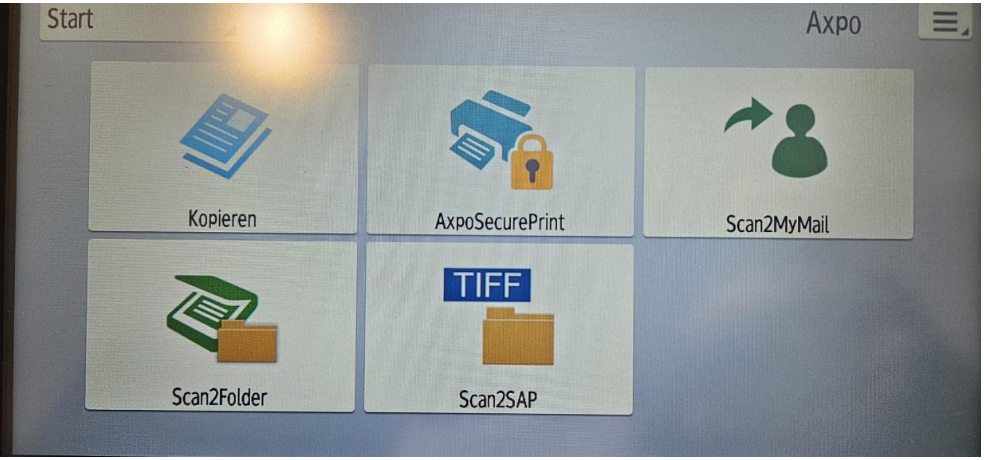 Start
Axpo
Kopieren
AxpoSecurePrint
Scan2MyMail
TIFF
Scan2Folder
Scan2SAP